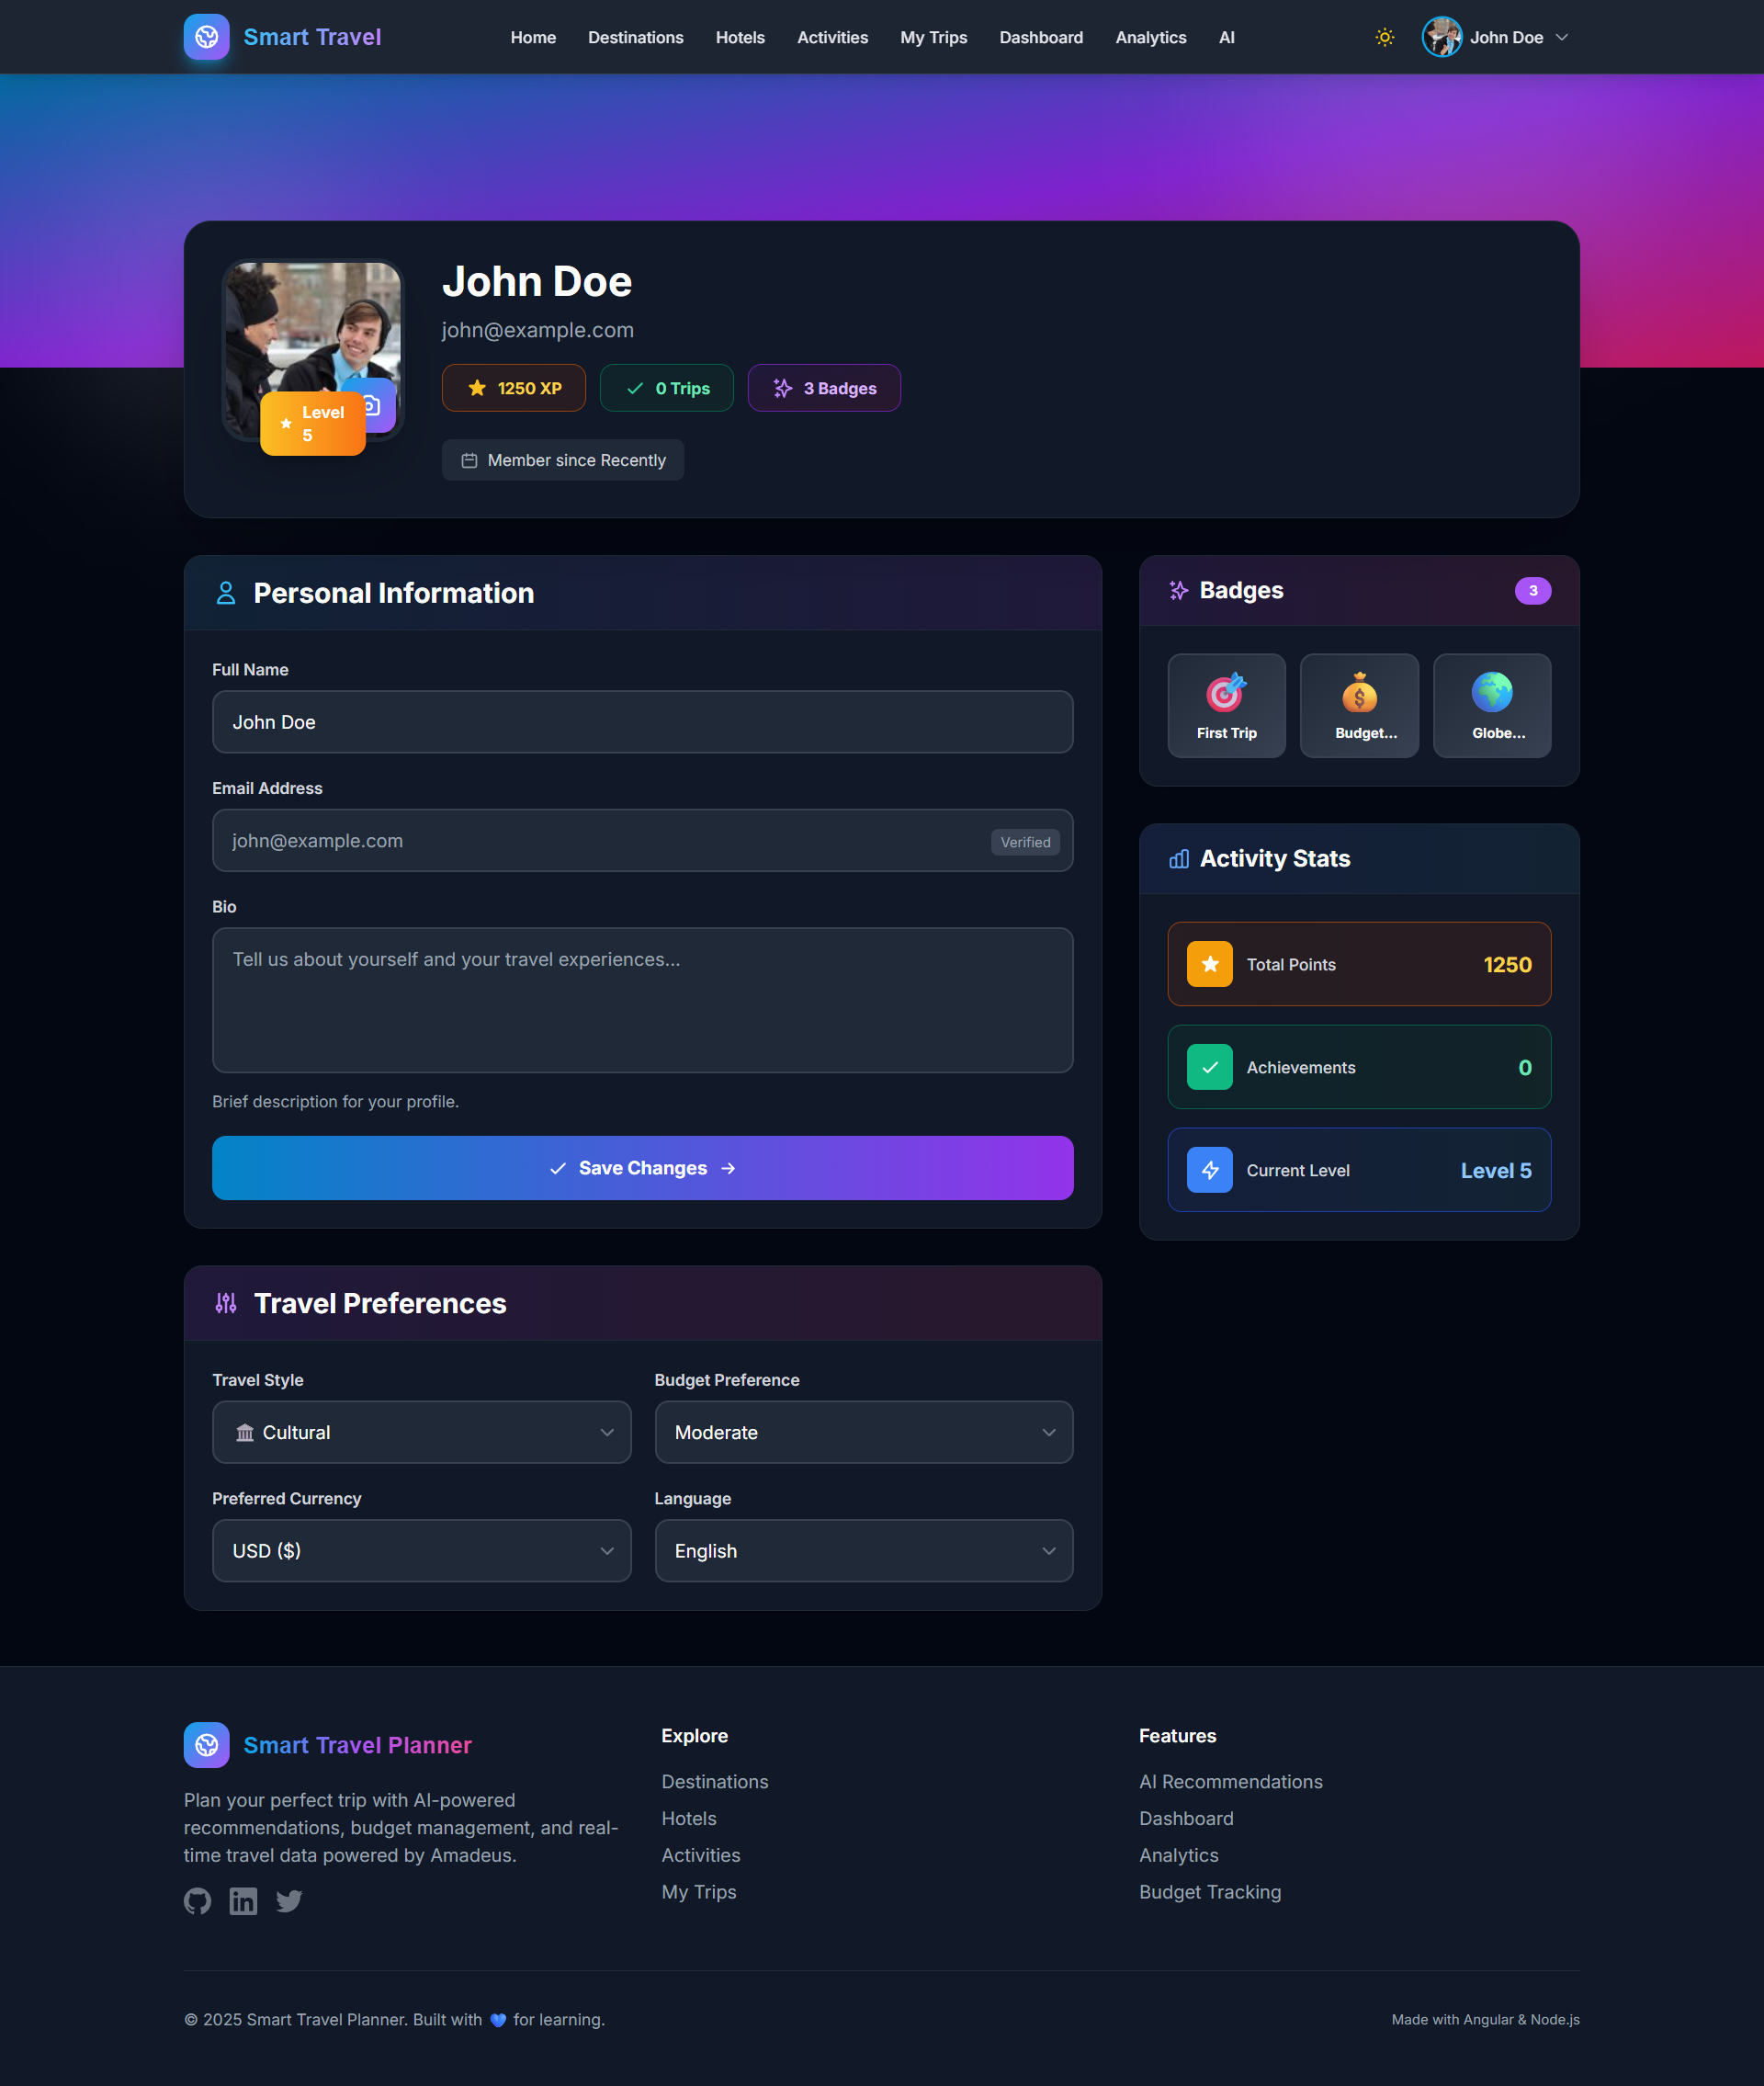 Smart Travel
Home
Destinations
Hotels
Activities
My Trips
Dashboard
Analytics
AI
John Doe
John Doe
john@example.com
1250 XP
0 Trips
3 Badges
Level
5
Member since Recently
Personal Information
Full Name
John Doe
Email Address
john@example.com
Verified
Bio
Tell us about yourself and your travel experiences...
Brief description for your profile.
Save Changes
Badges
3
First Trip
Budget...
Globe...
Activity Stats
Total Points
1250
Achievements
0
Current Level
Level 5
Travel Preferences
Travel Style
Cultural
Budget Preference
Moderate
Preferred Currency
USD ($)
Language
English
Smart Travel Planner
Plan your perfect trip with AI-powered
recommendations, budget management, and real-
time travel data powered by Amadeus.
Explore
Destinations
Hotels
Activities
My Trips
Features
AI Recommendations
Dashboard
Analytics
Budget Tracking
© 2025 Smart Travel Planner. Built with 💙 for learning.
Made with Angular & Node.js